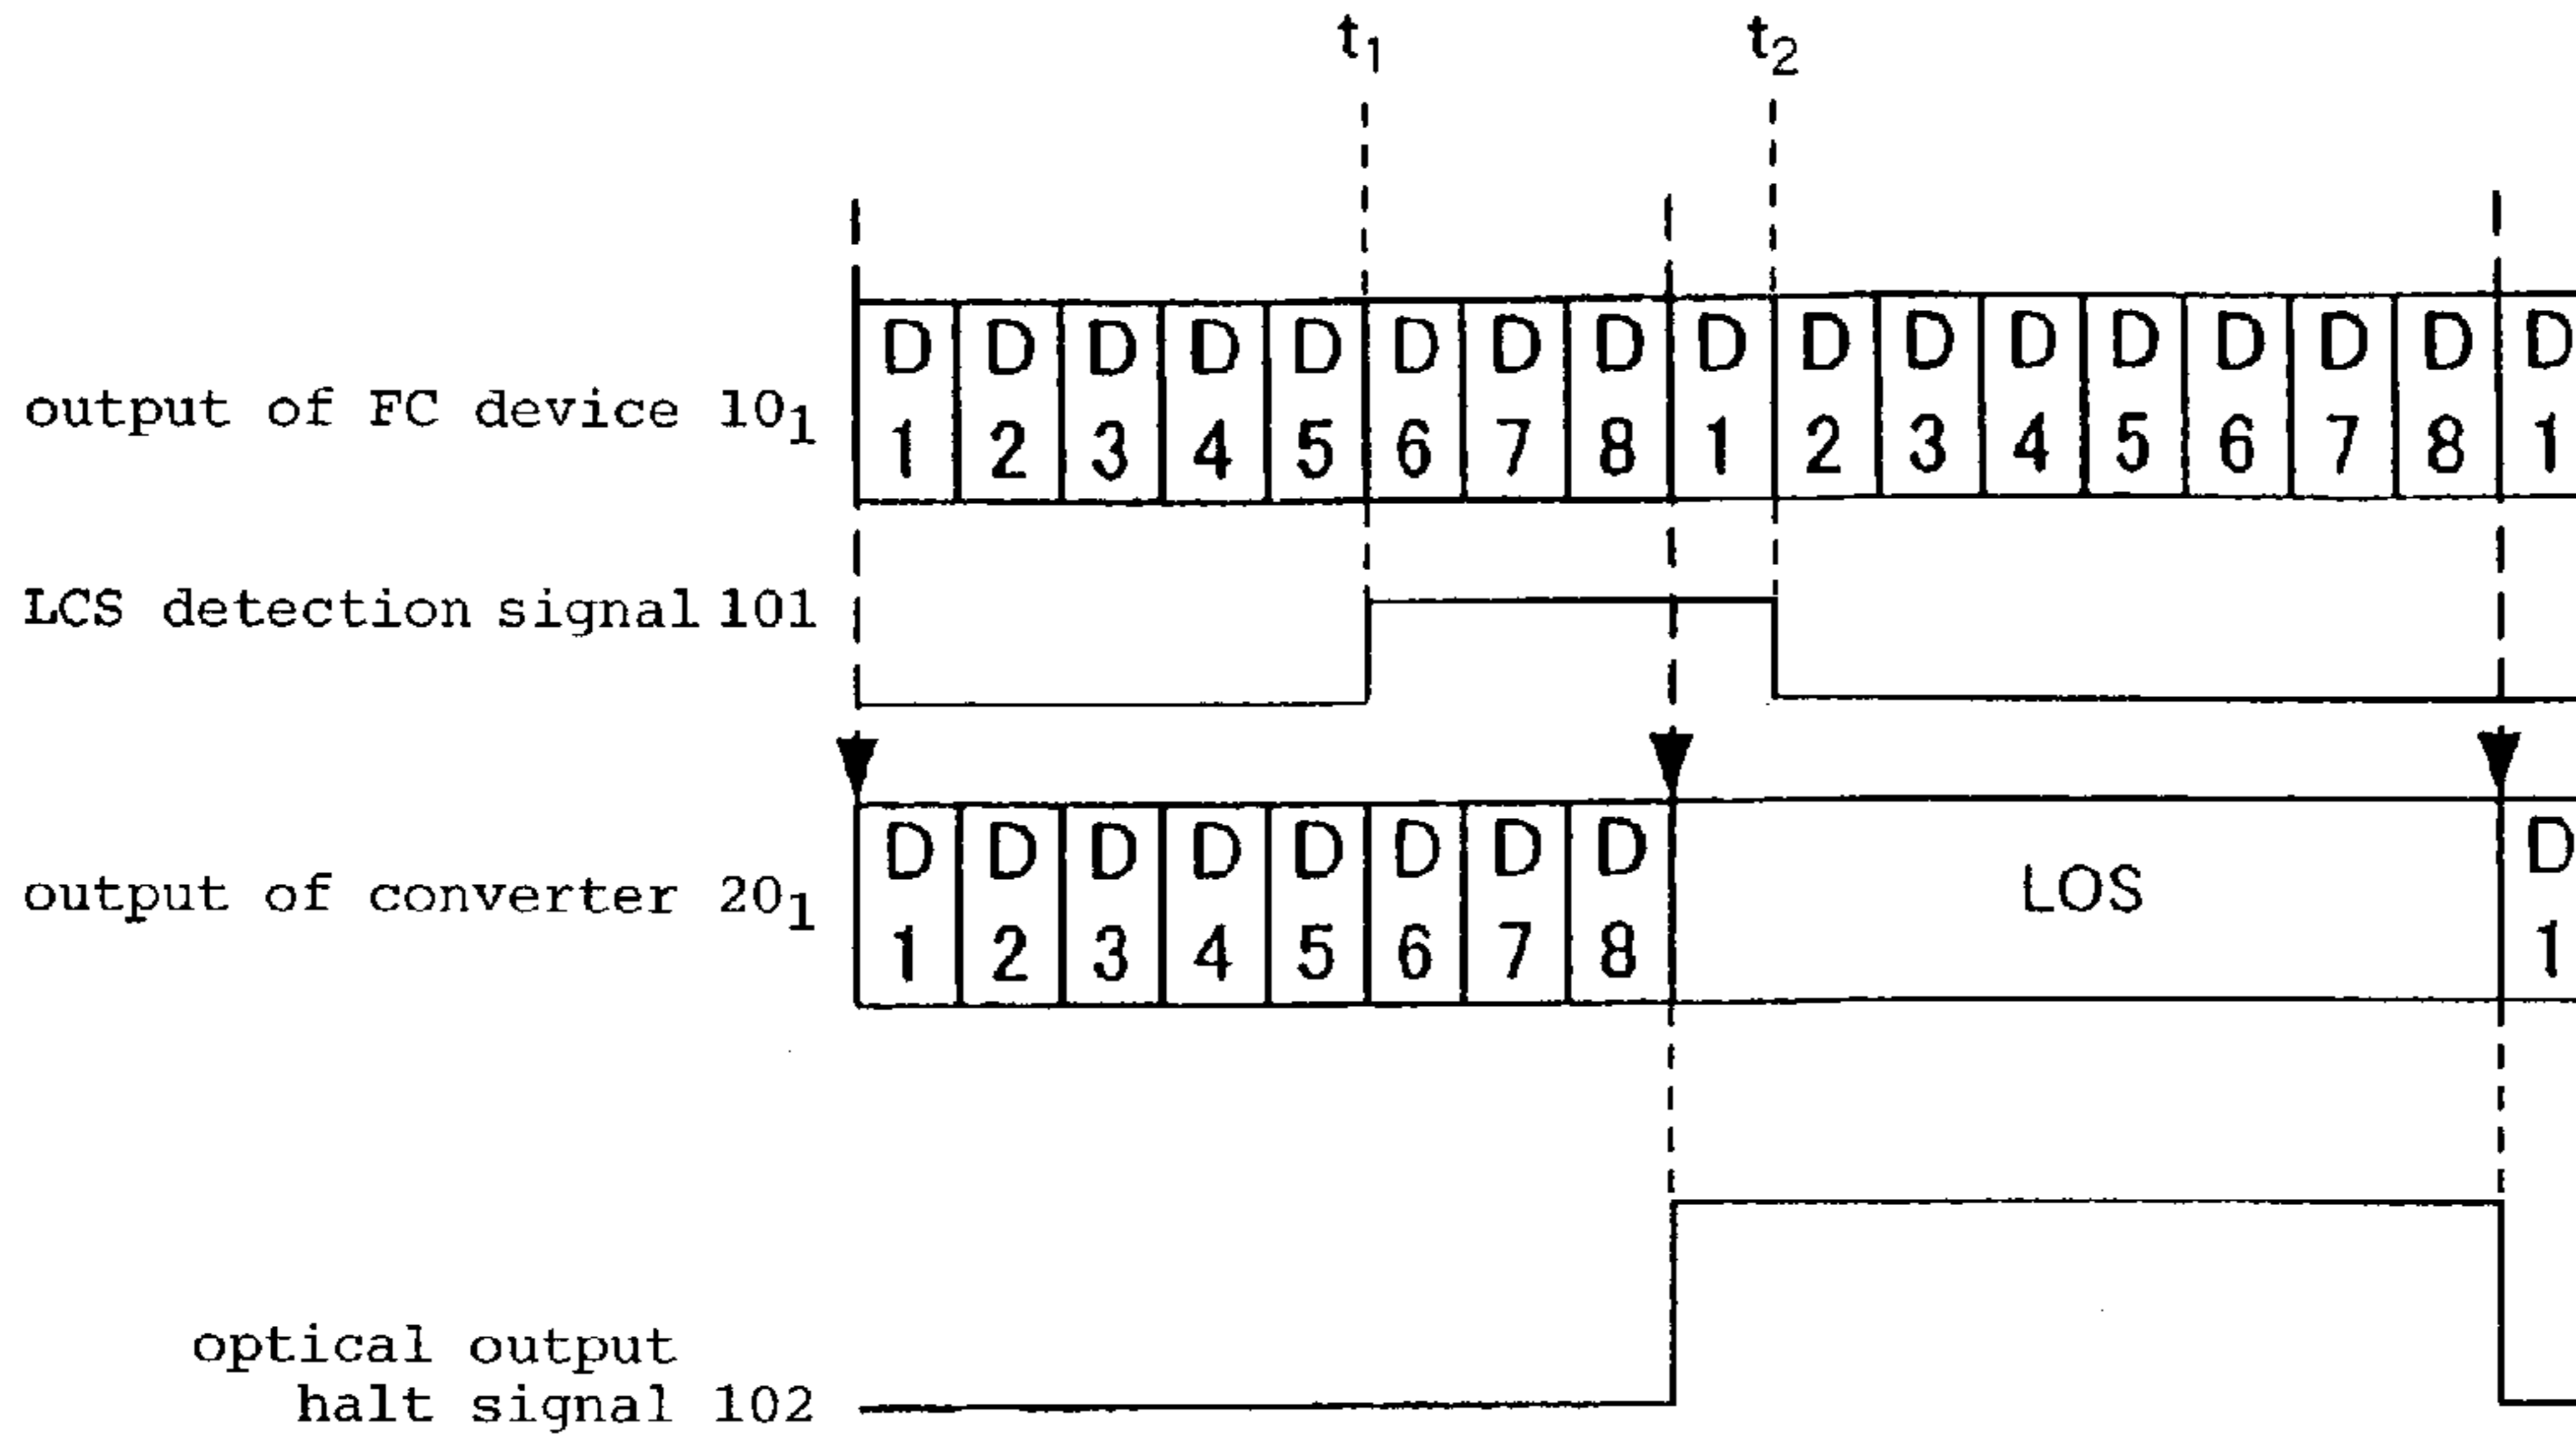 t1 t2
D D D D D D D D D D D D D D D D D
output of FC device 101 1 2 3 4 5 6 7 8 1 2 3 4 5 6 7 8 1
LCS detection signal 101
D D D D D D D D D
output of converter 201 1 2 3 4 5 6 7 8 LOS 1
optical output
halt signal 102